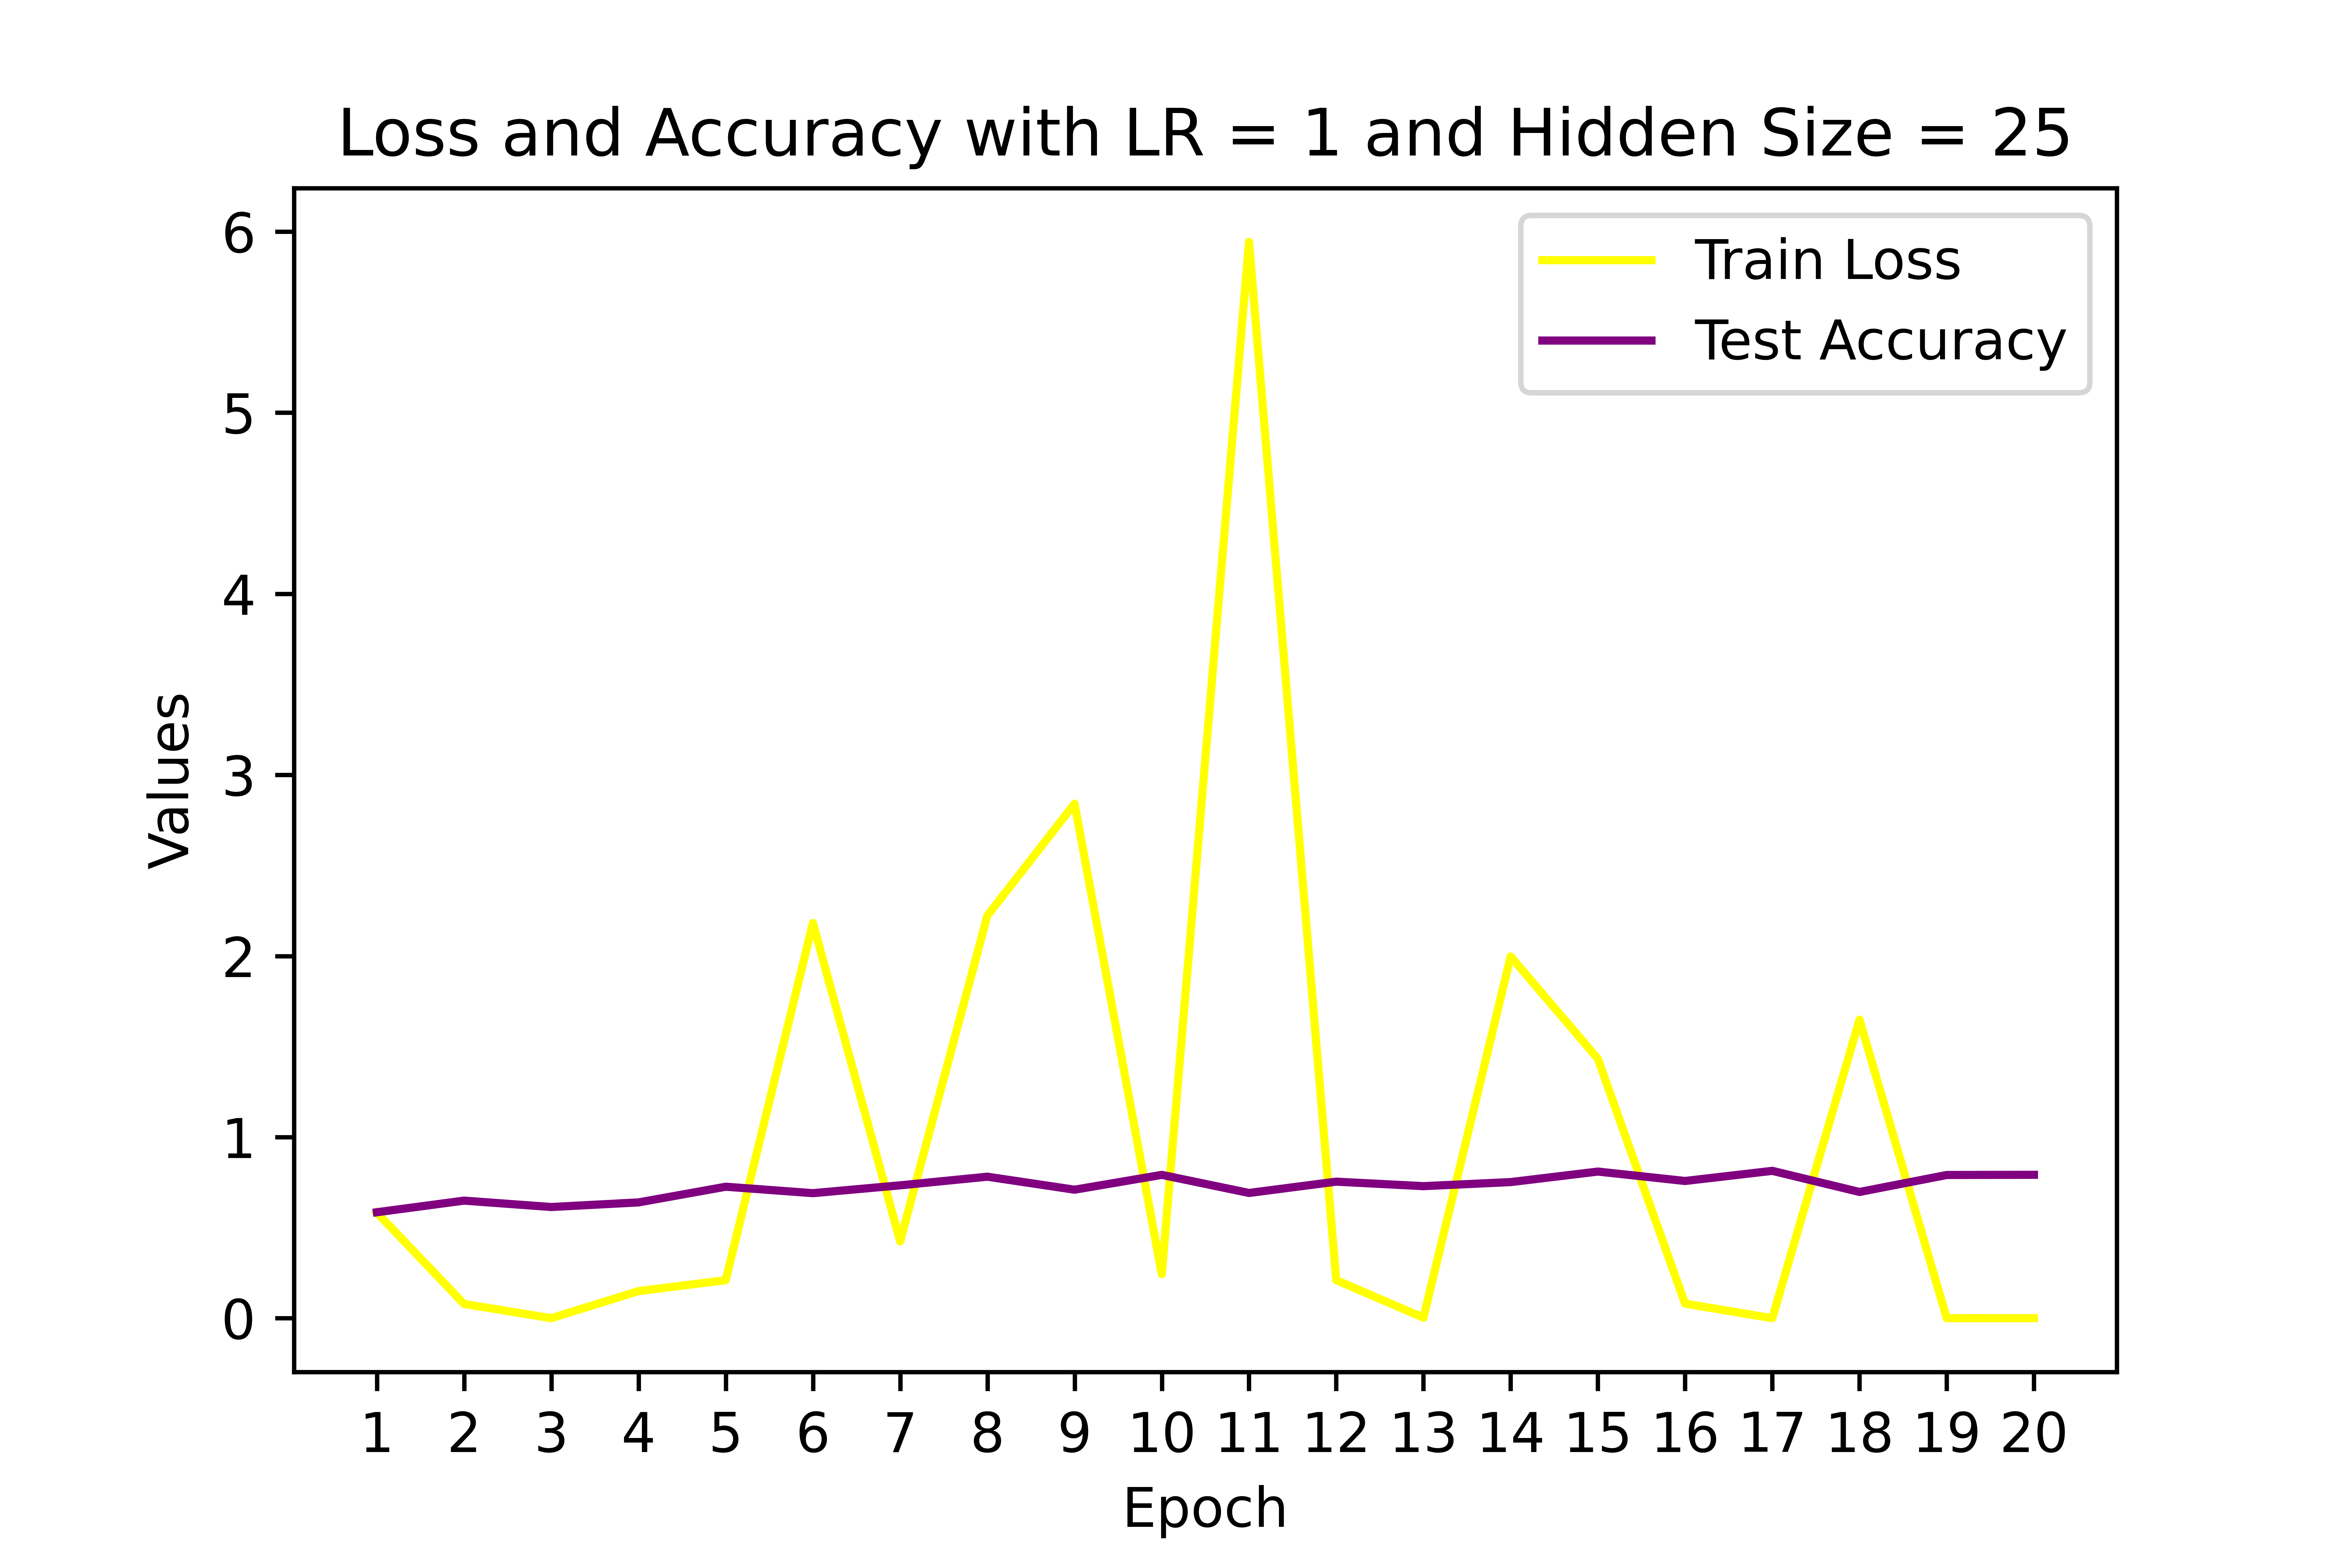 Loss and Accuracy with LR = 1 and Hidden Size = 25
Train Loss
Test Accuracy
6
5
4
3
2
1
0
Values
1 2 3 4 5 6 7 8 9 10 11 12 13 14 15 16 17 18 19 20
Epoch